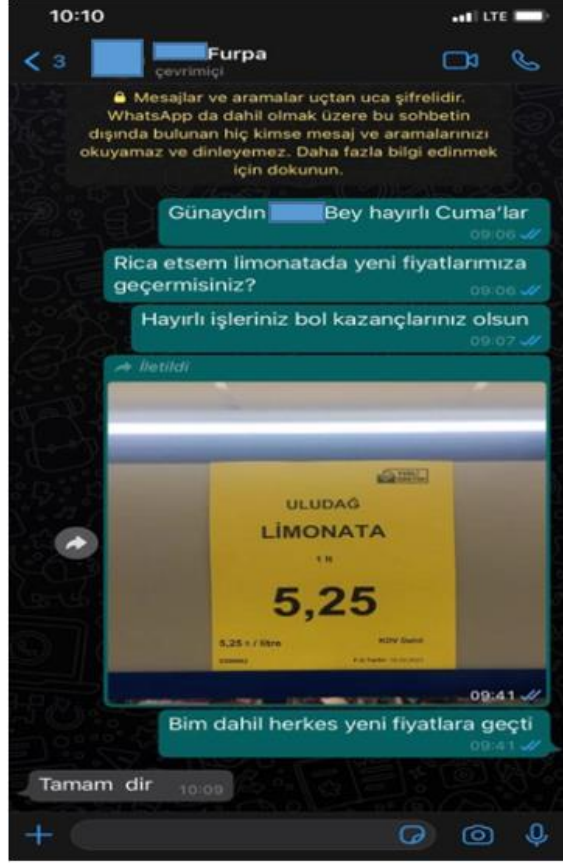 10:10
LTE
3
Furpa
çevrimiçi
Mesajlar ve aramalar uçtan uca şifrelidir.
WhatsApp da dahil olmak üzere bu sohbetin
dışında bulunan hiç kimse mesaj ve aramalarınızı
okuyamaz ve dinleyemez. Daha fazla bilgi edinmek
için dokunun.
Günaydın Bey hayırlı Cuma'lar
09:06
Rica etsem limonatada yeni fiyatlarımıza
geçermisiniz?
09:06
Hayırlı işleriniz bol kazançlarınız olsun
09:07
İletildi
YERLİ
ÜRETİM
ULUDAĞ
LİMONATA
1 lt
5,25
5,25 / litre
KDV Dahil
09:41
Bim dahil herkes yeni fiyatlara geçti
09:41
Tamam dir
10:09